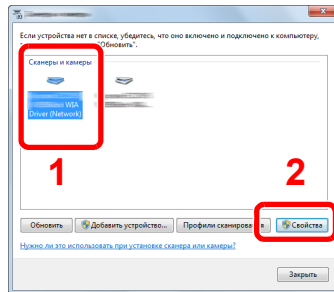 Если устройства нет в списке, убедитесь, что оно включено и подключено к компьютеру,
"Обновить".
Сканеры и камеры
WIA
Driver (Network)
1
2
Обновить
Добавить устройство...
Профили сканирован я
Свойства
Нужно ли это использовать при установке сканера или камеры?
Закрыть